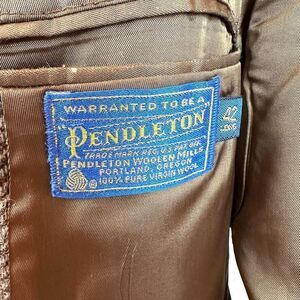 WARRANTED TO BE A
"PENDLETON"
TRADE MARK REG. U.S. PAT. OFF.
PENDLETON WOOLEN MILLS
PORTLAND, OREGON
100% PURE VIRGIN WOOL
42
LONG